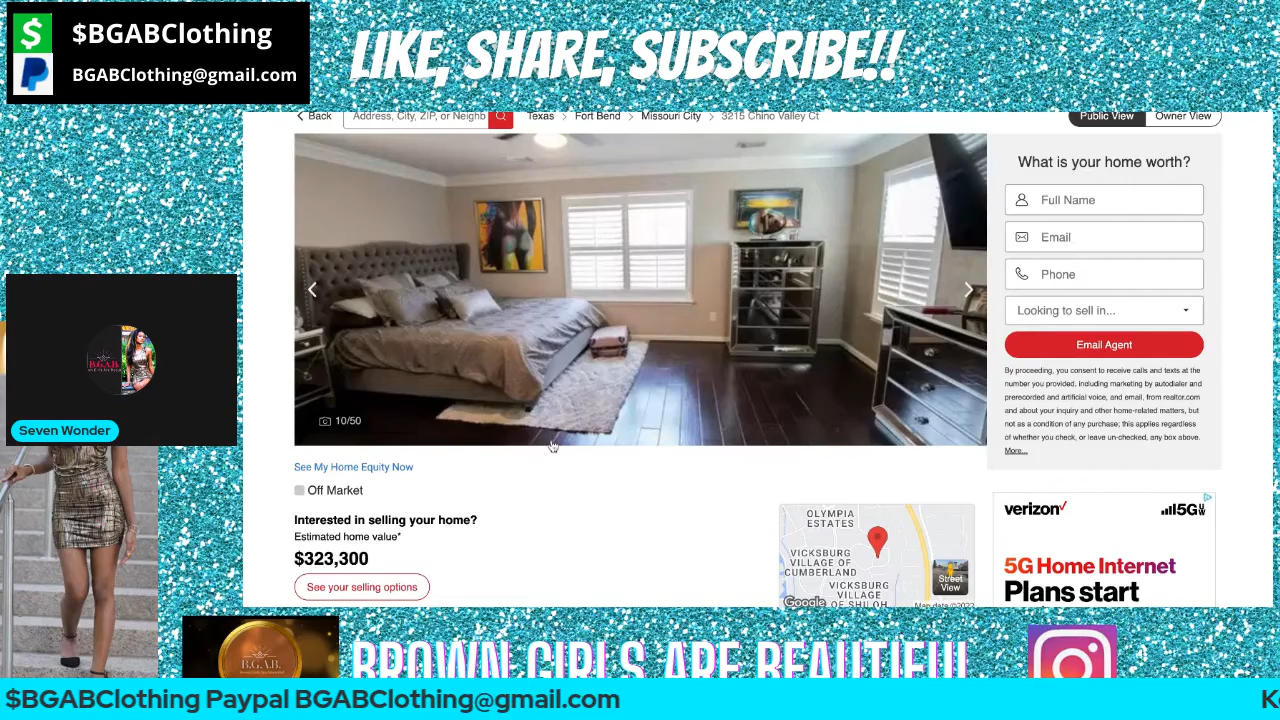 $BGABClothing
BGABClothing@gmail.com
LIKE, SHARE, SUBSCRIBE!!
Back
Address, City, ZIP, or Neighb
Texas > Fort Bend > Missouri City > 3215 Chino Valley Ct
Public View
Owner View
What is your home worth?
Full Name
Email
Phone
Looking to sell in...
Email Agent
By proceeding, you consent to receive calls and texts at the
number you provided, including marketing by autodialer and
prerecorded and artificial voice, and email, from realtor.com
and about your inquiry and other home-related matters, but
not as a condition of any purchase; this applies regardless
of whether you check, or leave un-checked, any box above.
More...
10/50
Seven Wonder
See My Home Equity Now
Off Market
Interested in selling your home?
Estimated home value*
$323,300
See your selling options
OLYMPIA
ESTATES
VICKSBURG
VILLAGE OF
CUMBERLAND
VICKSBURG
VILLAGE
OF SHILOH
Street
View
Google
Map data ©2022
verizon
5G
5G Home Internet
Plans start
B.G.A.B.
BROWN GIRLS ARE BEAUTIFUL
$BGABClothing Paypal BGABClothing@gmail.com